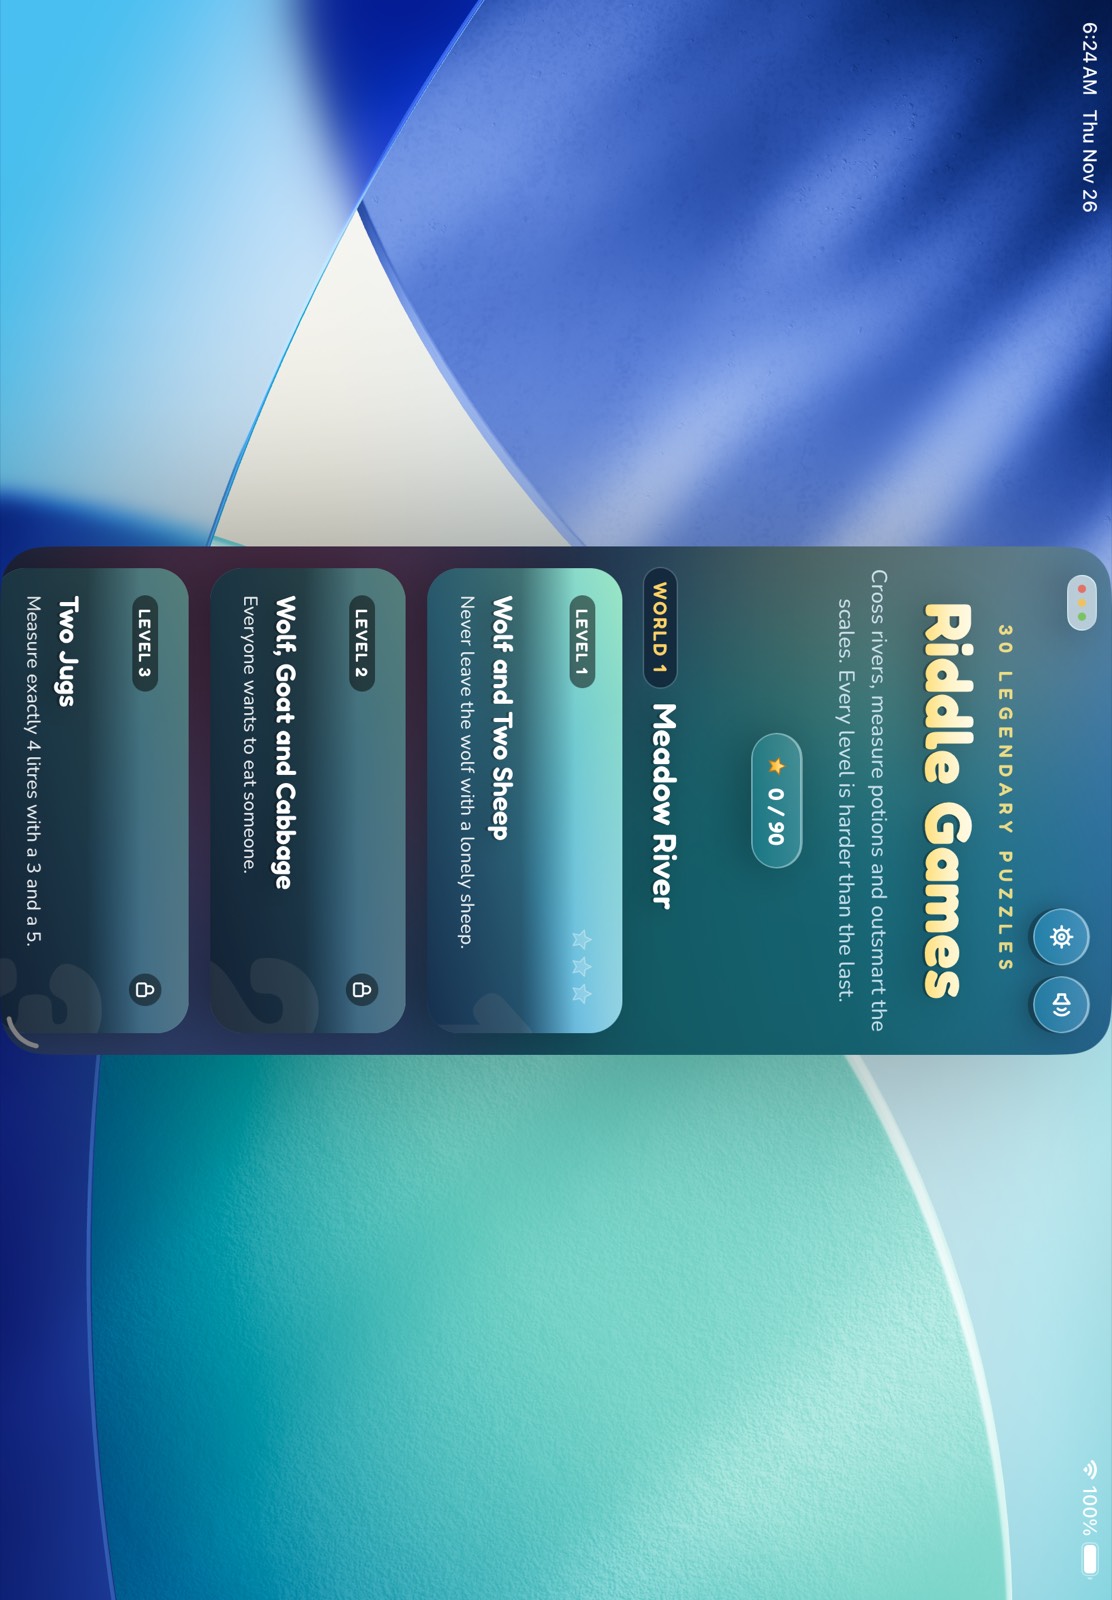 6:24 AM Thu Nov 26
100%
30 LEGENDARY PUZZLES
Riddle Games
Cross rivers, measure potions and outsmart the
scales. Every level is harder than the last.
0 / 90
WORLD 1 Meadow River
LEVEL 1
Wolf and Two Sheep
Never leave the wolf with a lonely sheep.
1
LEVEL 2
Wolf, Goat and Cabbage
Everyone wants to eat someone.
2
LEVEL 3
Two Jugs
Measure exactly 4 litres with a 3 and a 5.
3